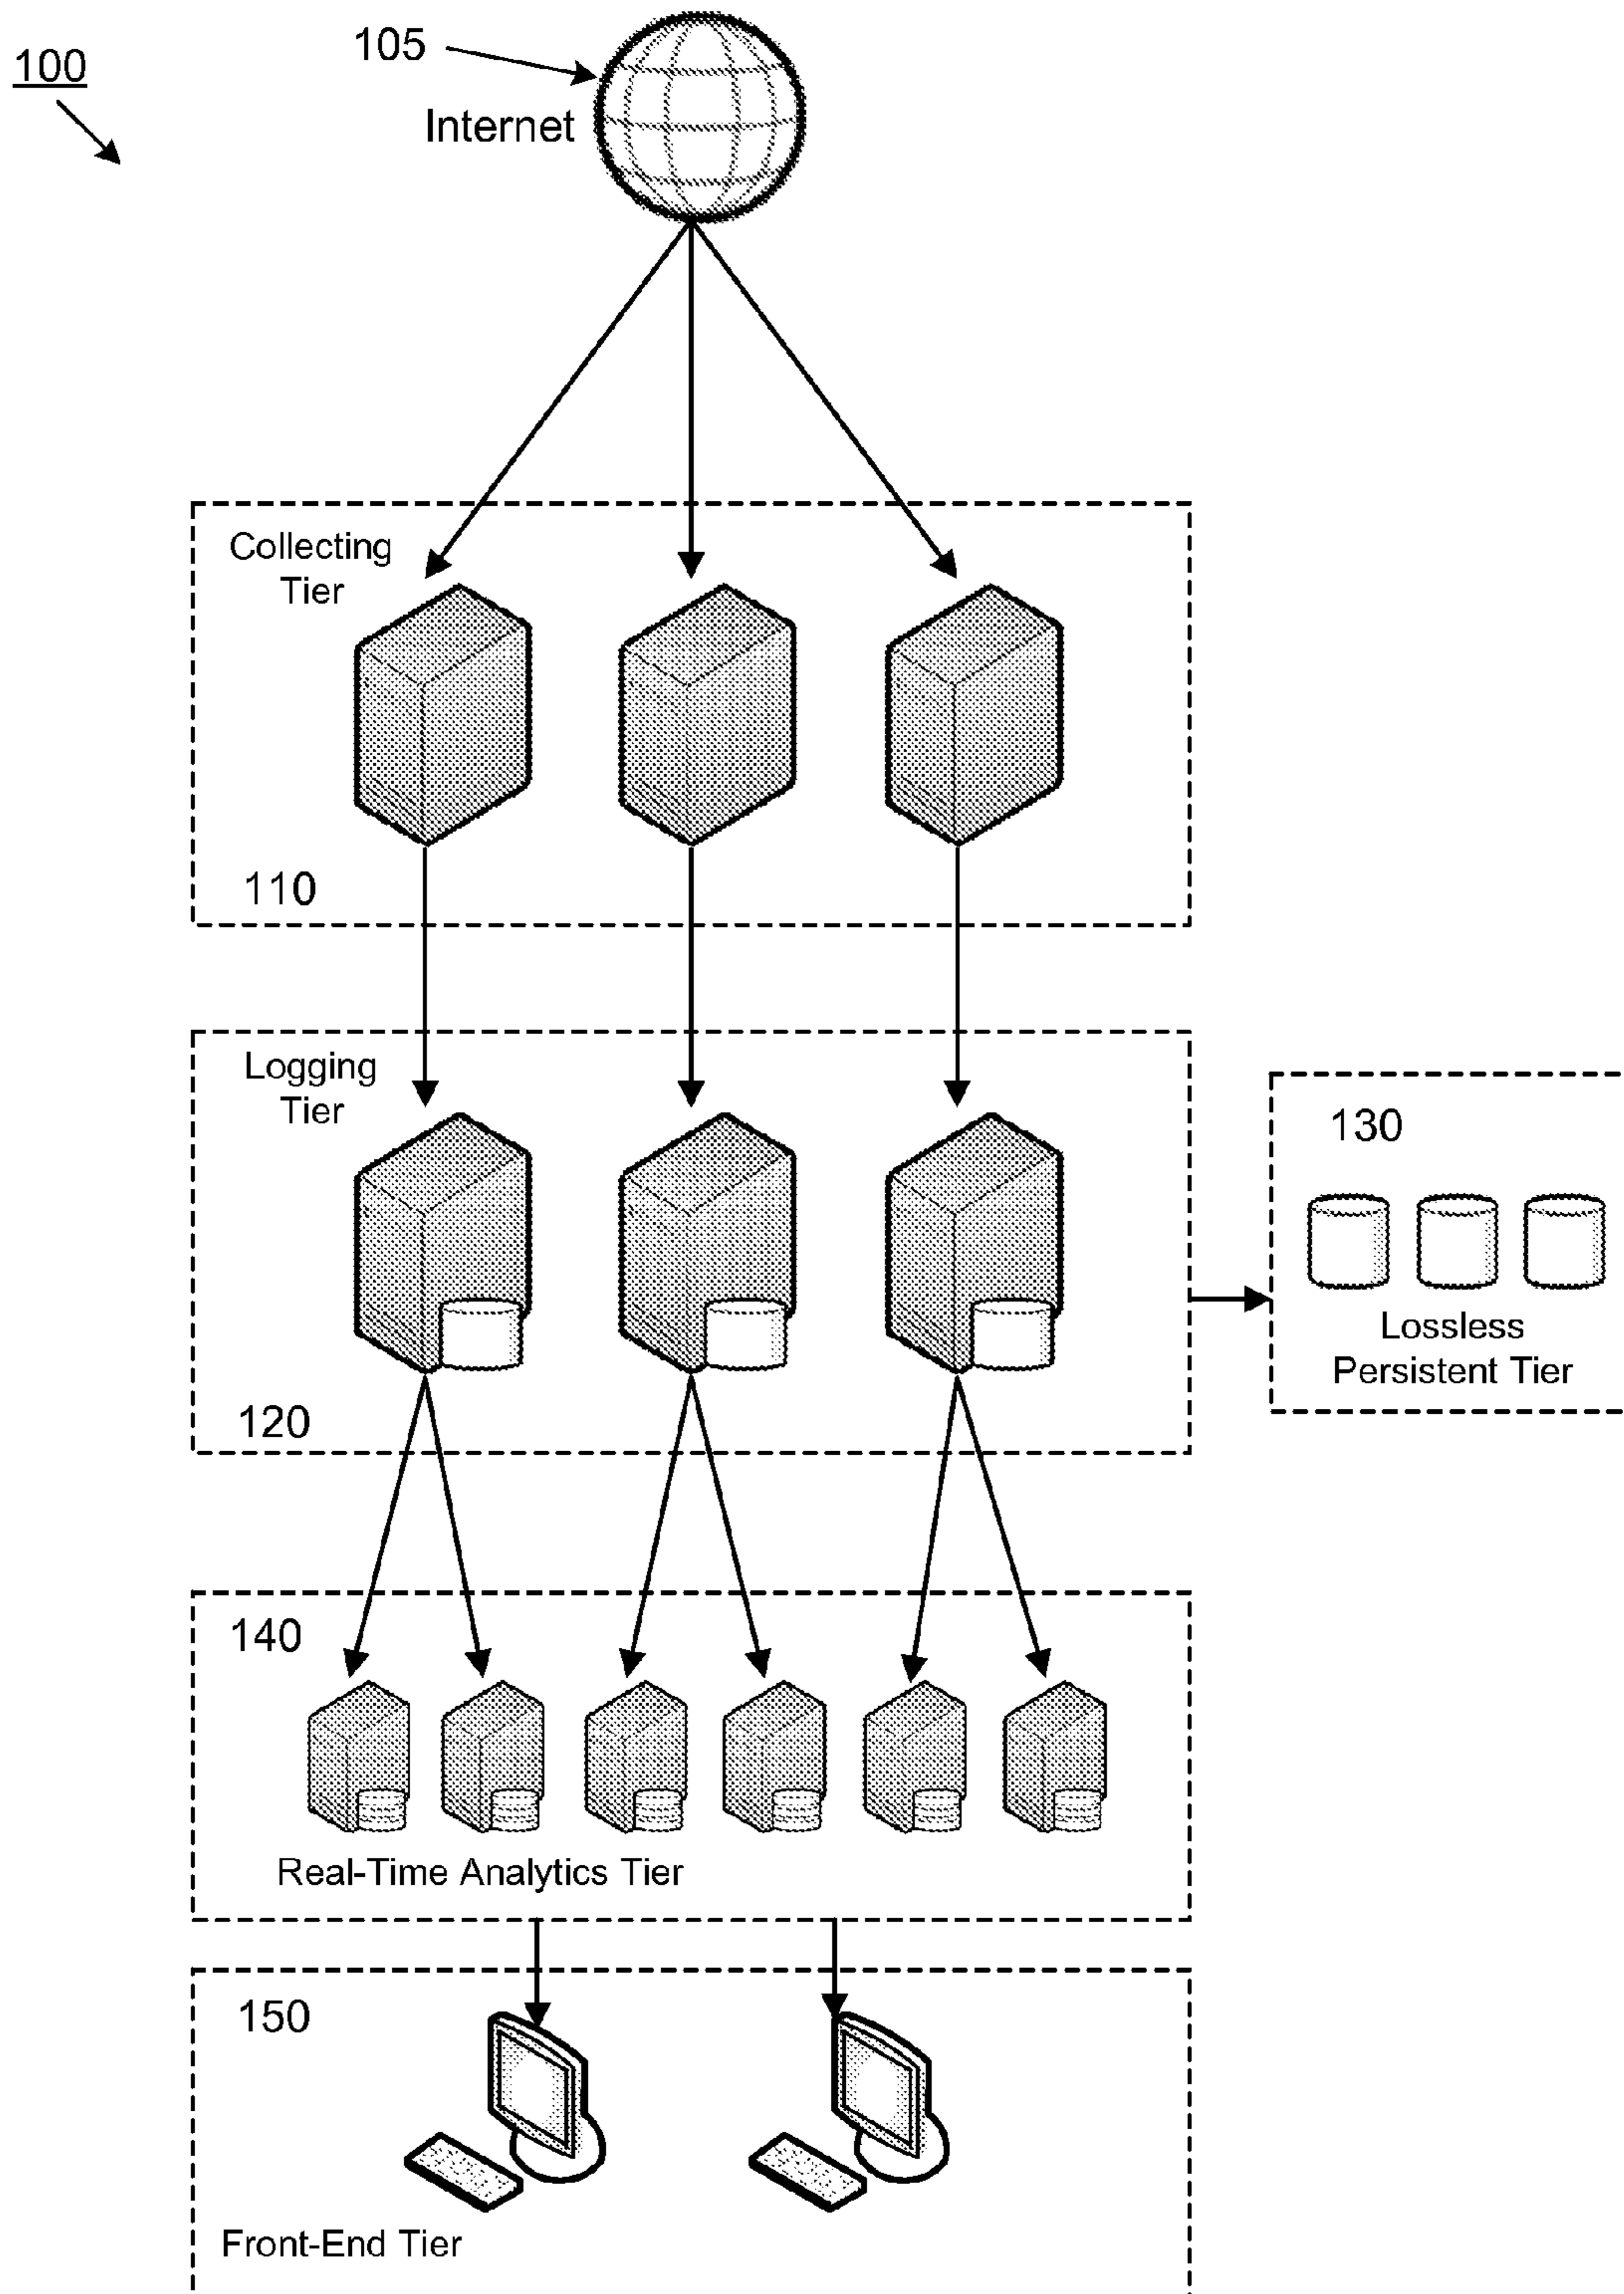 100
105
Internet
Collecting
Tier
110
Logging
Tier
120
130
Lossless
Persistent Tier
140
Real-Time Analytics Tier
150
Front-End Tier